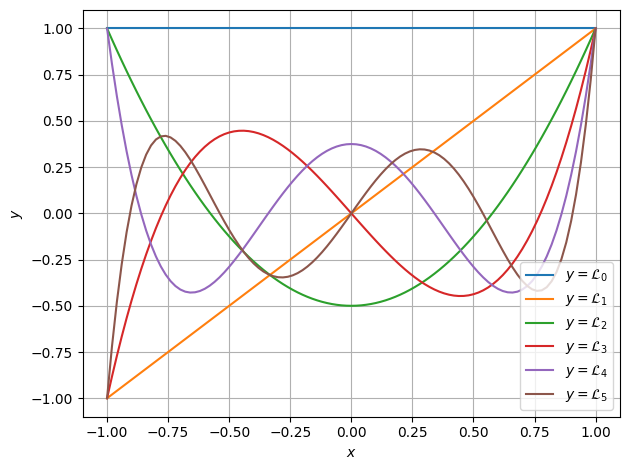 1.00
0.75
0.50
0.25
0.00
−0.25
−0.50
−0.75
−1.00
y
y = ℒ₀
y = ℒ₁
y = ℒ₂
y = ℒ₃
y = ℒ₄
y = ℒ₅
−1.00 −0.75 −0.50 −0.25 0.00 0.25 0.50 0.75 1.00
x